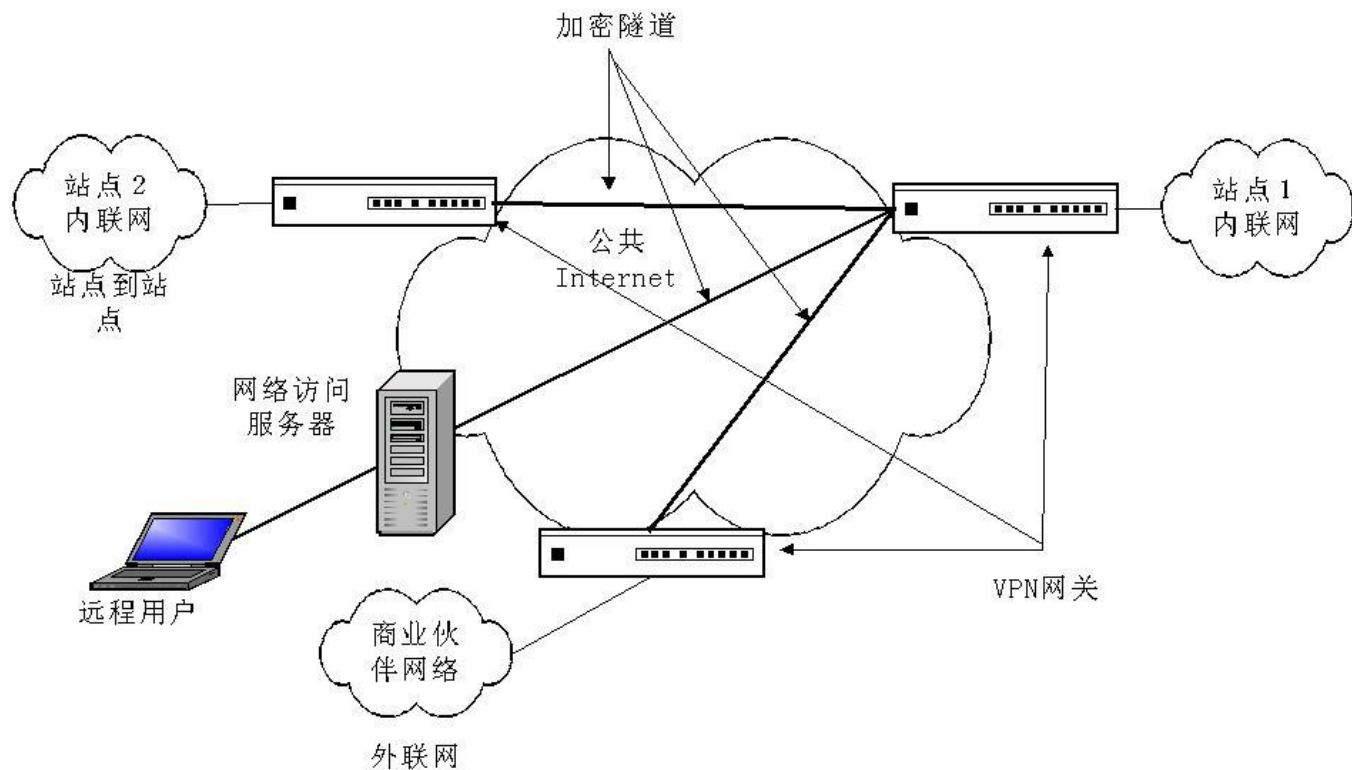 加密隧道
站点2
内联网
站点到站
点
站点1
内联网
公共
Internet
网络访问
服务器
远程用户
VPN网关
商业伙
伴网络
外联网